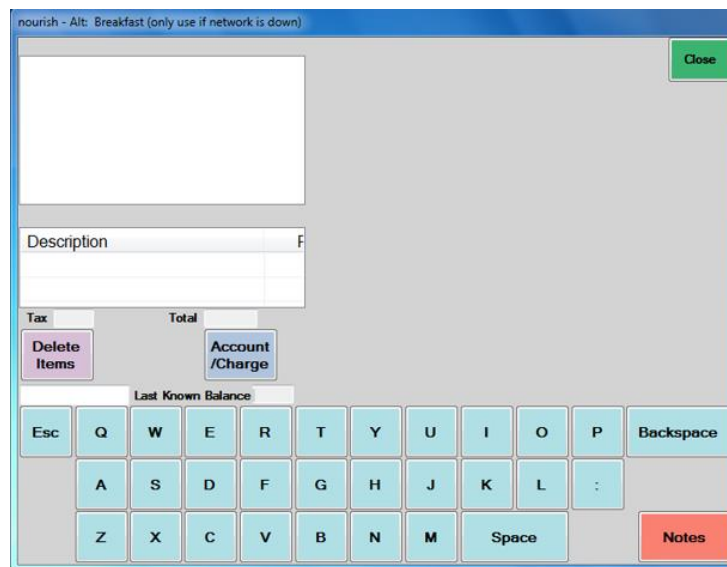 nourish - Alt: Breakfast (only use if network is down)
Close
Description
Tax Total
Delete Items
Account /Charge
Last Known Balance
Esc Q W E R T Y U I O P Backspace
A S D F G H J K L :
Z X C V B N M Space Notes